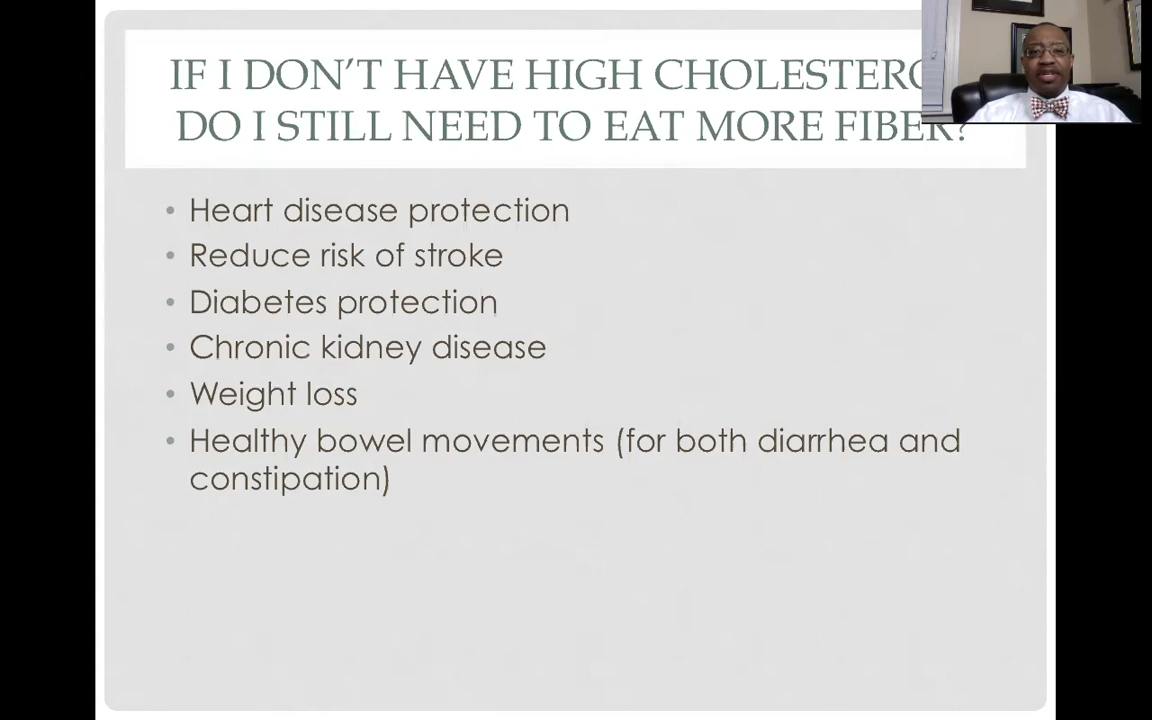 IF I DON'T HAVE HIGH
DO I STILL NEED TO EAT MORE FIBER?
• Heart disease protection
• Reduce risk of stroke
• Diabetes protection
• Chronic kidney disease
• Weight loss
• Healthy bowel movements (for both diarrhea and
constipation)